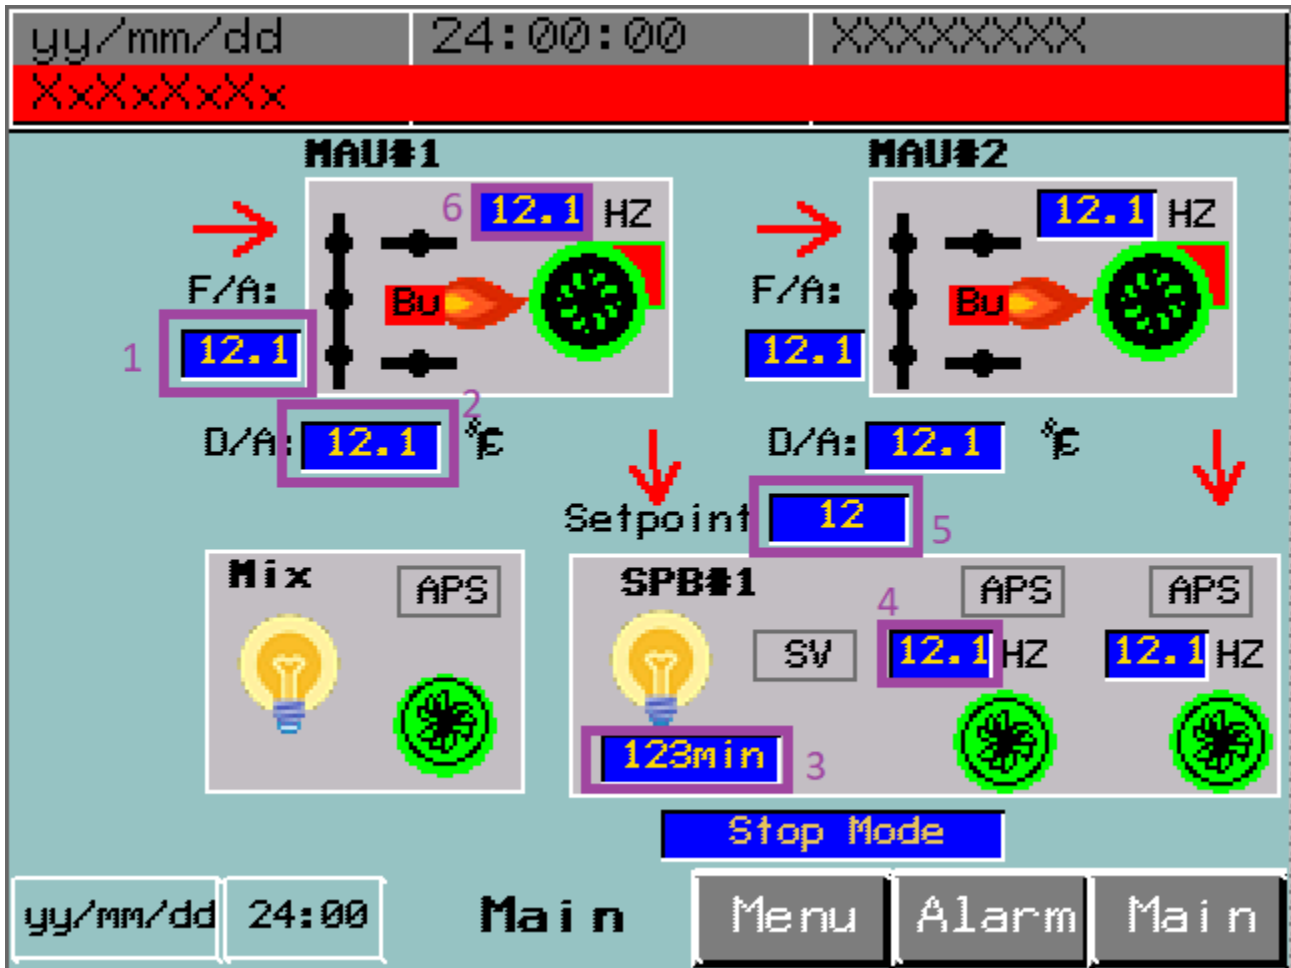 yy/mm/dd 24:00:00 XXXXXXXX
XxXxXxXx
MAU#1 MAU#2
6 12.1 HZ 12.1 HZ
F/A: F/A:
Bu Bu
1 12.1 12.1
2
D/A: 12.1 °F D/A: 12.1 °F
Setpoint 12 5
Mix APS SPB#1 4 APS APS
SV 12.1 HZ 12.1 HZ
123min 3
Stop Mode
yy/mm/dd 24:00 Main Menu Alarm Main